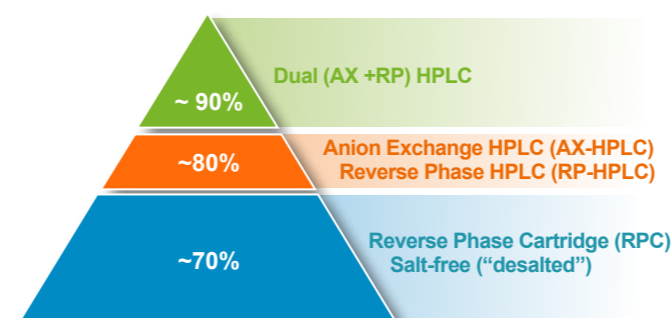 ~ 90%
Dual (AX +RP) HPLC
~80%
Anion Exchange HPLC (AX-HPLC)
Reverse Phase HPLC (RP-HPLC)
~70%
Reverse Phase Cartridge (RPC)
Salt-free (“desalted”)